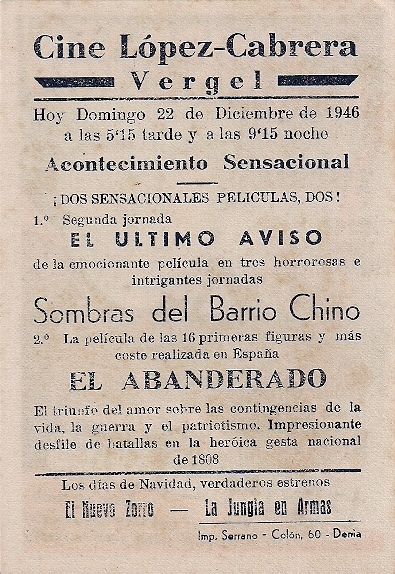 Cine López-Cabrera
Vergel
Hoy Domingo 22 de Diciembre de 1946
a las 5'15 tarde y a las 9'15 noche
Acontecimiento Sensacional
¡DOS SENSACIONALES PELICULAS, DOS!
1.º Segunda jornada
EL ULTIMO AVISO
de la emocionante película en tres horrorosas e
intrigantes jornadas
Sombras del Barrio Chino
2.º La película de las 16 primeras figuras y más
coste realizada en España
EL ABANDERADO
El triunfo del amor sobre las contingencias de la
vida, la guerra y el patriotismo. Impresionante
desfile de batallas en la heróica gesta nacional
de 1808
Los días de Navidad, verdaderos estrenos
El Nuevo Zorro — La Jungla en Armas
Imp. Serrano - Colón, 60 - Denia